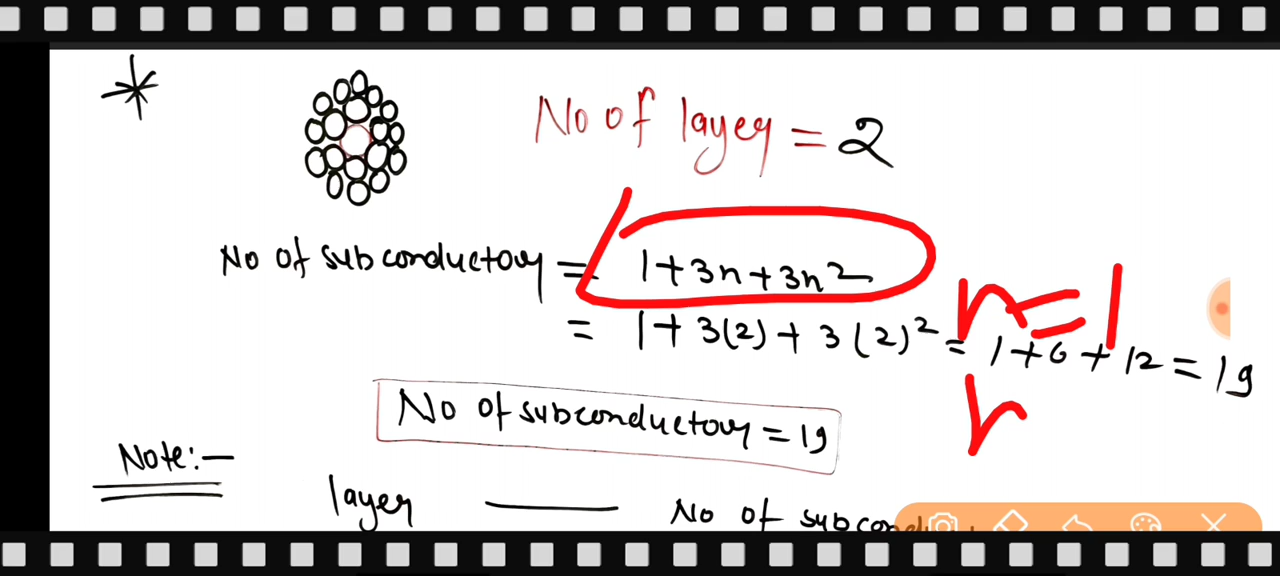 *
No of layer = 2
No of subconductor = 1+3n+3n²
= 1+3(2)+3(2)² = 1+6+12 = 19
n=1
n
No of subconductor = 19
Note:-
layer — No of subcon